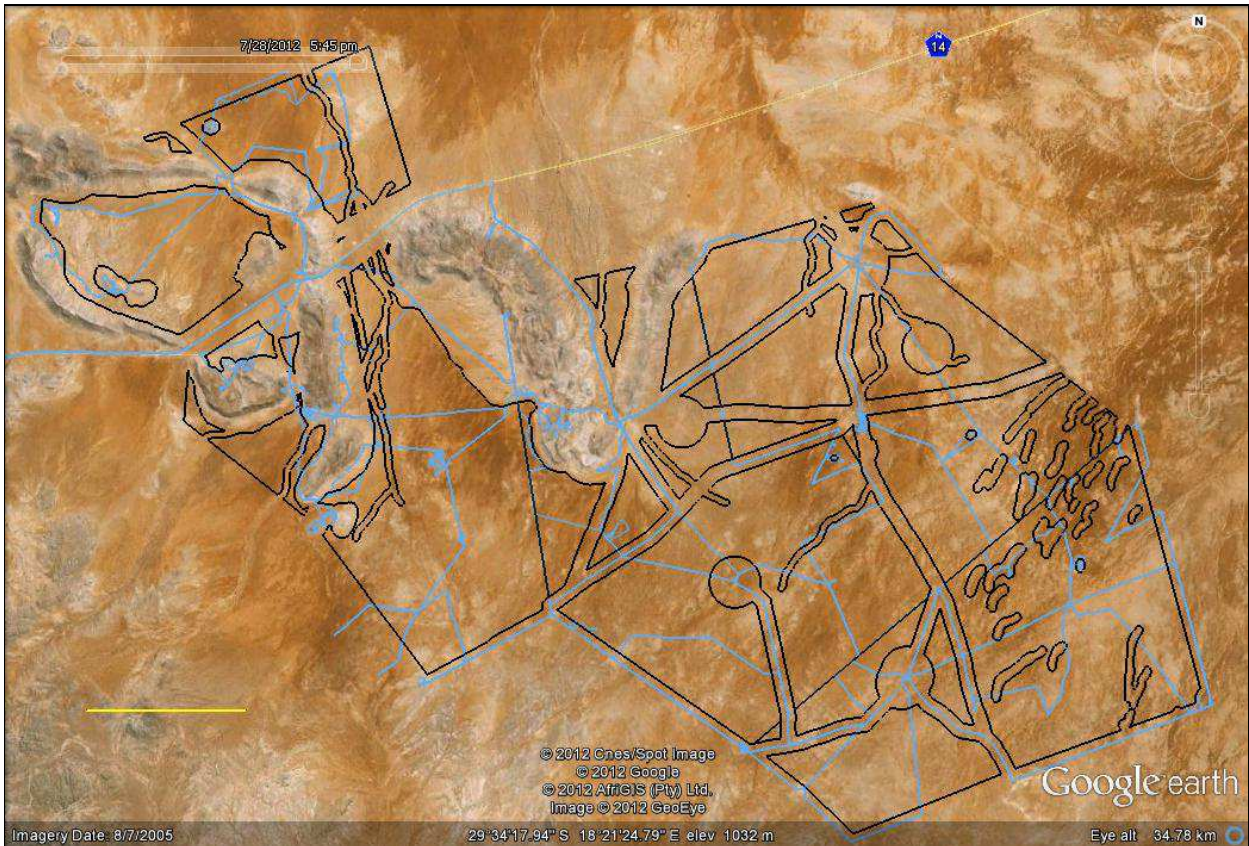 7/28/2012 5:45 pm
N
N
14
© 2012 Cnes/Spot Image
© 2012 Google
© 2012 AfriGIS (Pty) Ltd.
Image © 2012 GeoEye
Google earth
Imagery Date: 8/7/2005
29°34'17.94" S 18°21'24.79" E elev 1032 m
Eye alt 34.78 km